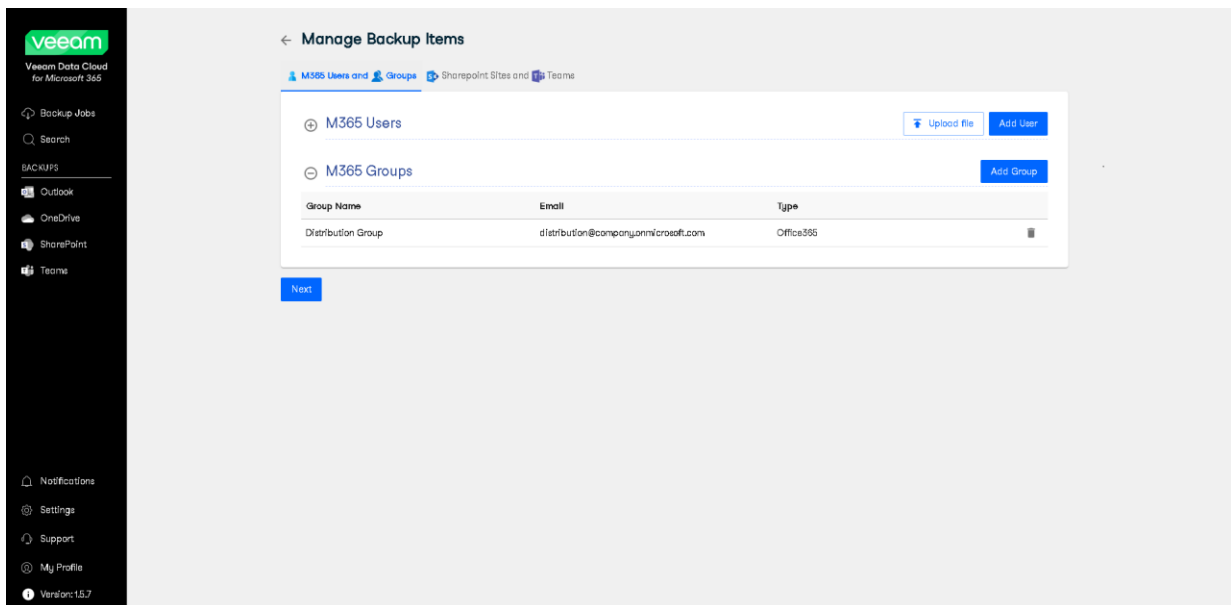 veeam
Veeam Data Cloud
for Microsoft 365
Backup Jobs
Search
BACKUPS
Outlook
OneDrive
SharePoint
Teams
Notifications
Settings
Support
My Profile
Version:1.5.7
← Manage Backup Items
M365 Users and Groups Sharepoint Sites and Teams
M365 Users Upload file Add User
M365 Groups Add Group
Group Name Email Type
Distribution Group distribution@company.onmicrosoft.com Office365
Next